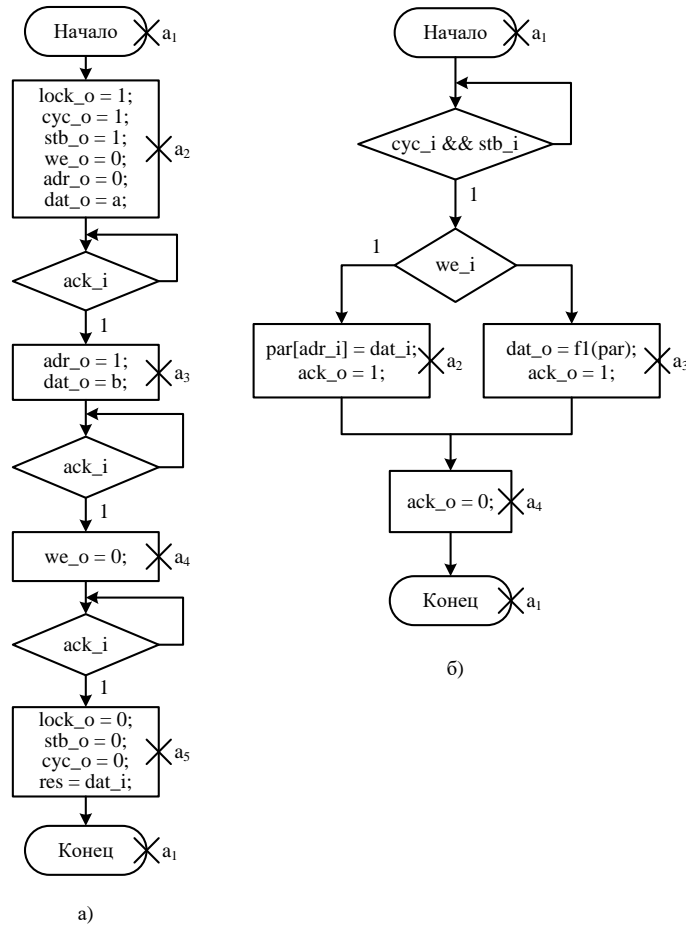 Начало
a1
lock_o = 1;
cyc_o = 1;
stb_o = 1;
we_o = 0;
adr_o = 0;
dat_o = a;
a2
ack_i
1
adr_o = 1;
dat_o = b;
a3
ack_i
1
we_o = 0;
a4
ack_i
1
lock_o = 0;
stb_o = 0;
cyc_o = 0;
res = dat_i;
a5
Конец
a1
а)
Начало
a1
cyc_i && stb_i
1
we_i
1
par[adr_i] = dat_i;
ack_o = 1;
a2
dat_o = f1(par);
ack_o = 1;
a3
ack_o = 0;
a4
Конец
a1
б)